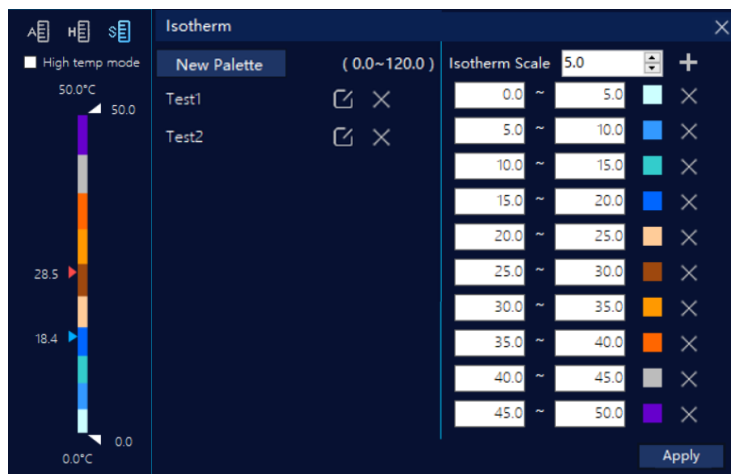 A H S
High temp mode
50.0°C
50.0
28.5
18.4
0.0
0.0°C
Isotherm
New Palette (0.0~120.0)
Test1
Test2
Isotherm Scale 5.0
0.0 ~ 5.0
5.0 ~ 10.0
10.0 ~ 15.0
15.0 ~ 20.0
20.0 ~ 25.0
25.0 ~ 30.0
30.0 ~ 35.0
35.0 ~ 40.0
40.0 ~ 45.0
45.0 ~ 50.0
Apply